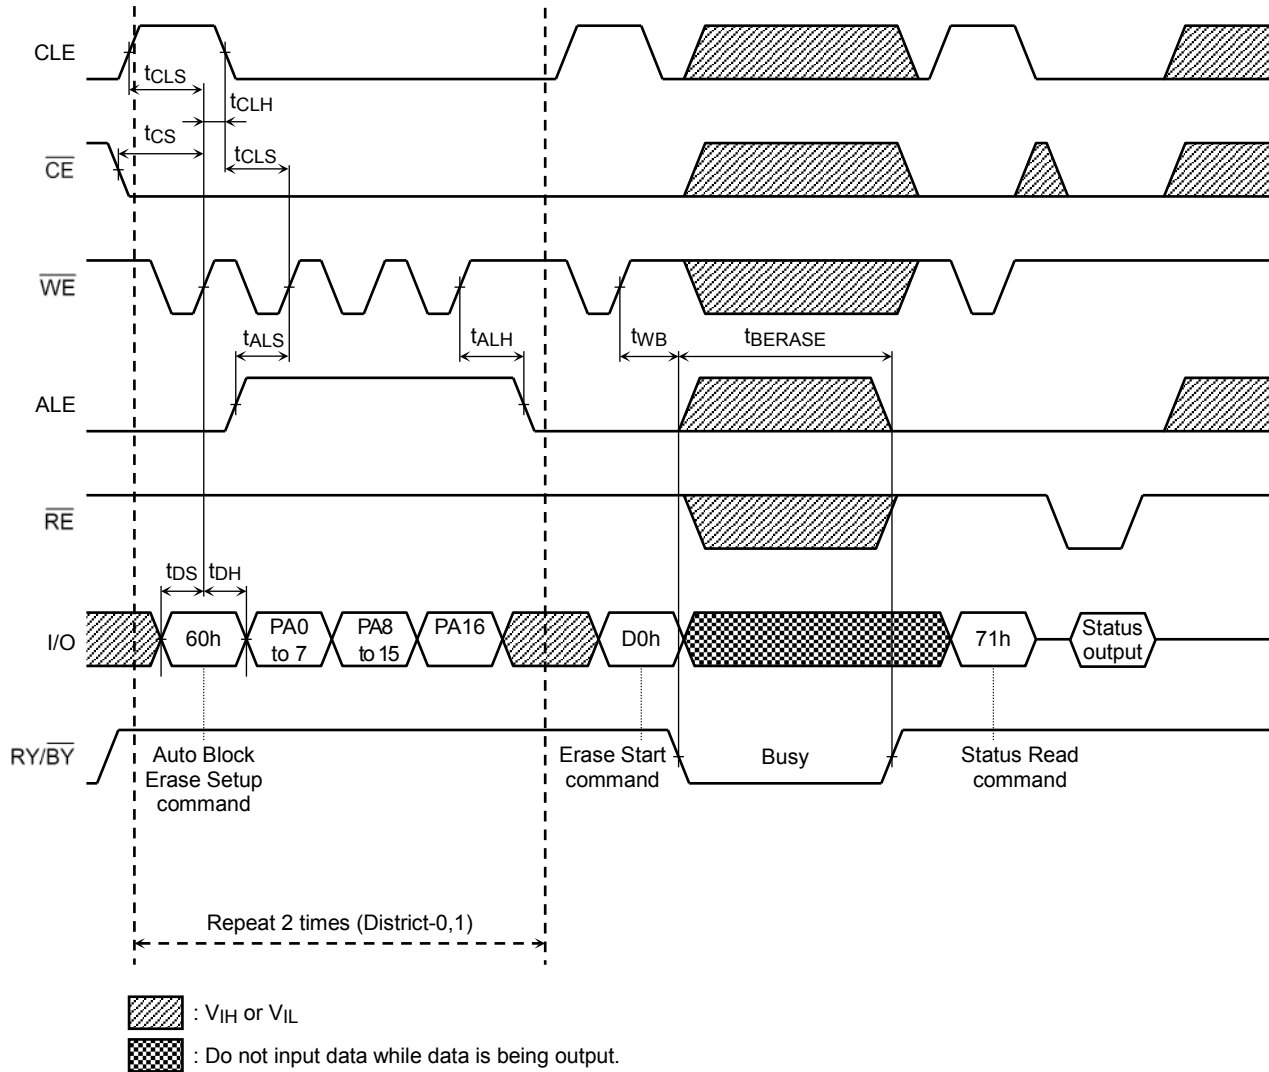 CLE
tCLS
tCLH
tCS
tCLS
CE
WE
tALS
tALH
tWB
tBERASE
ALE
RE
tDS
tDH
I/O
60h
PA0
to 7
PA8
to 15
PA16
D0h
71h
Status
output
RY/BY
Auto Block
Erase Setup
command
Erase Start
command
Busy
Status Read
command
Repeat 2 times (District-0,1)
: VIH or VIL
: Do not input data while data is being output.